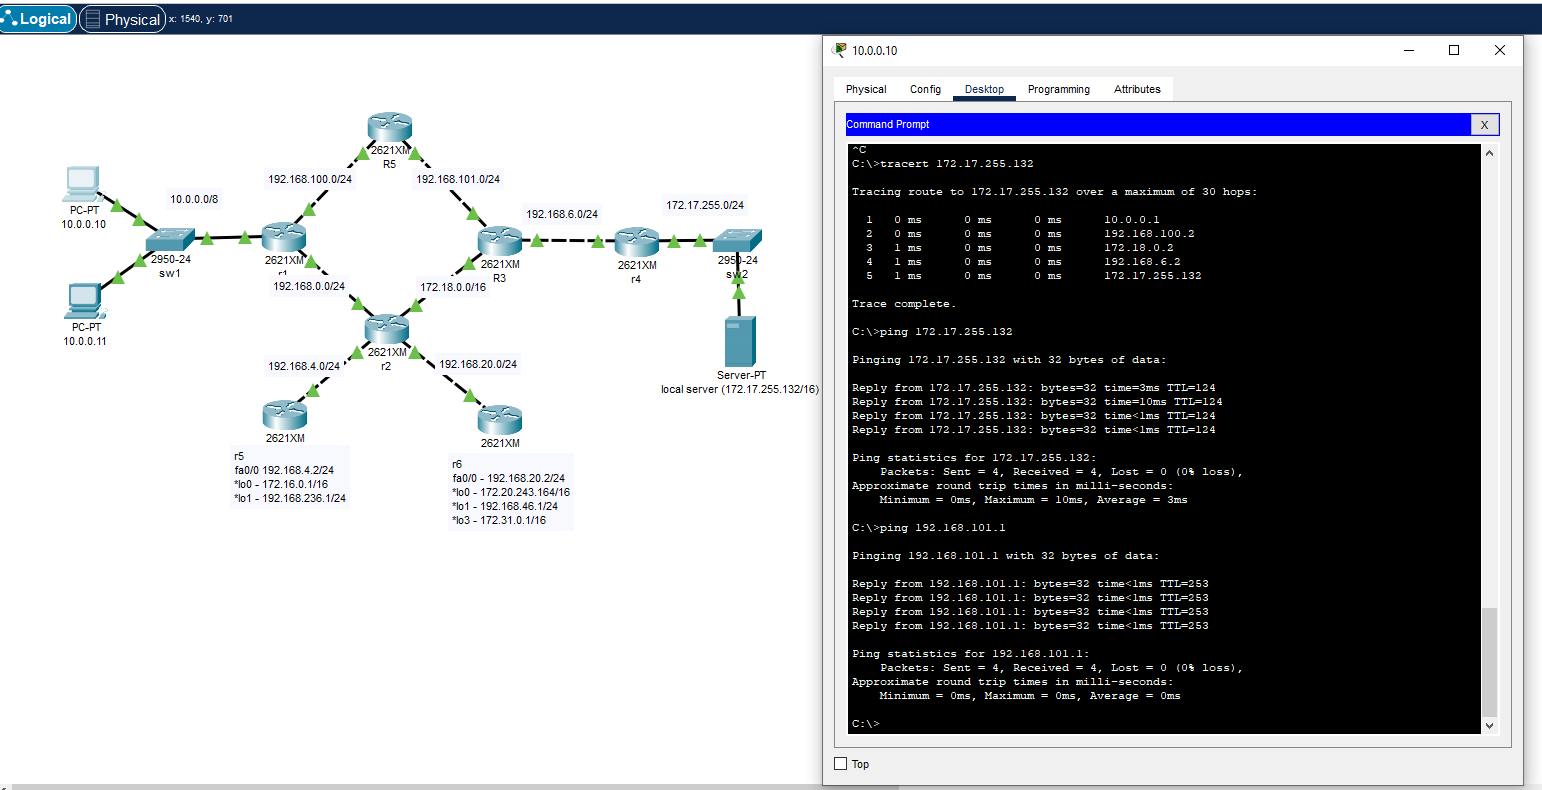 Logical
Physical
x: 1540, y: 701
2621XM
R5
192.168.100.0/24
192.168.101.0/24
PC-PT
10.0.0.10
10.0.0.0/8
172.17.255.0/24
192.168.6.0/24
2950-24
sw1
2621XM
r1
2621XM
R3
2621XM
r4
2950-24
sw2
192.168.0.0/24
172.18.0.0/16
PC-PT
10.0.0.11
2621XM
r2
192.168.4.0/24
192.168.20.0/24
Server-PT
local server (172.17.255.132/16)
2621XM
2621XM
r5
fa0/0 192.168.4.2/24
*lo0 - 172.16.0.1/16
*lo1 - 192.168.236.1/24
r6
fa0/0 - 192.168.20.2/24
*lo0 - 172.20.243.164/16
*lo1 - 192.168.46.1/24
*lo3 - 172.31.0.1/16
10.0.0.10
Physical Config Desktop Programming Attributes
Command Prompt
X
^C
C:\>tracert 172.17.255.132
Tracing route to 172.17.255.132 over a maximum of 30 hops:
1 0 ms 0 ms 0 ms 10.0.0.1
2 0 ms 0 ms 0 ms 192.168.100.2
3 1 ms 0 ms 0 ms 172.18.0.2
4 1 ms 0 ms 0 ms 192.168.6.2
5 1 ms 0 ms 0 ms 172.17.255.132
Trace complete.
C:\>ping 172.17.255.132
Pinging 172.17.255.132 with 32 bytes of data:
Reply from 172.17.255.132: bytes=32 time=3ms TTL=124
Reply from 172.17.255.132: bytes=32 time=10ms TTL=124
Reply from 172.17.255.132: bytes=32 time<1ms TTL=124
Reply from 172.17.255.132: bytes=32 time<1ms TTL=124
Ping statistics for 172.17.255.132:
Packets: Sent = 4, Received = 4, Lost = 0 (0% loss),
Approximate round trip times in milli-seconds:
Minimum = 0ms, Maximum = 10ms, Average = 3ms
C:\>ping 192.168.101.1
Pinging 192.168.101.1 with 32 bytes of data:
Reply from 192.168.101.1: bytes=32 time<1ms TTL=253
Reply from 192.168.101.1: bytes=32 time<1ms TTL=253
Reply from 192.168.101.1: bytes=32 time<1ms TTL=253
Reply from 192.168.101.1: bytes=32 time<1ms TTL=253
Ping statistics for 192.168.101.1:
Packets: Sent = 4, Received = 4, Lost = 0 (0% loss),
Approximate round trip times in milli-seconds:
Minimum = 0ms, Maximum = 0ms, Average = 0ms
C:\>
Top